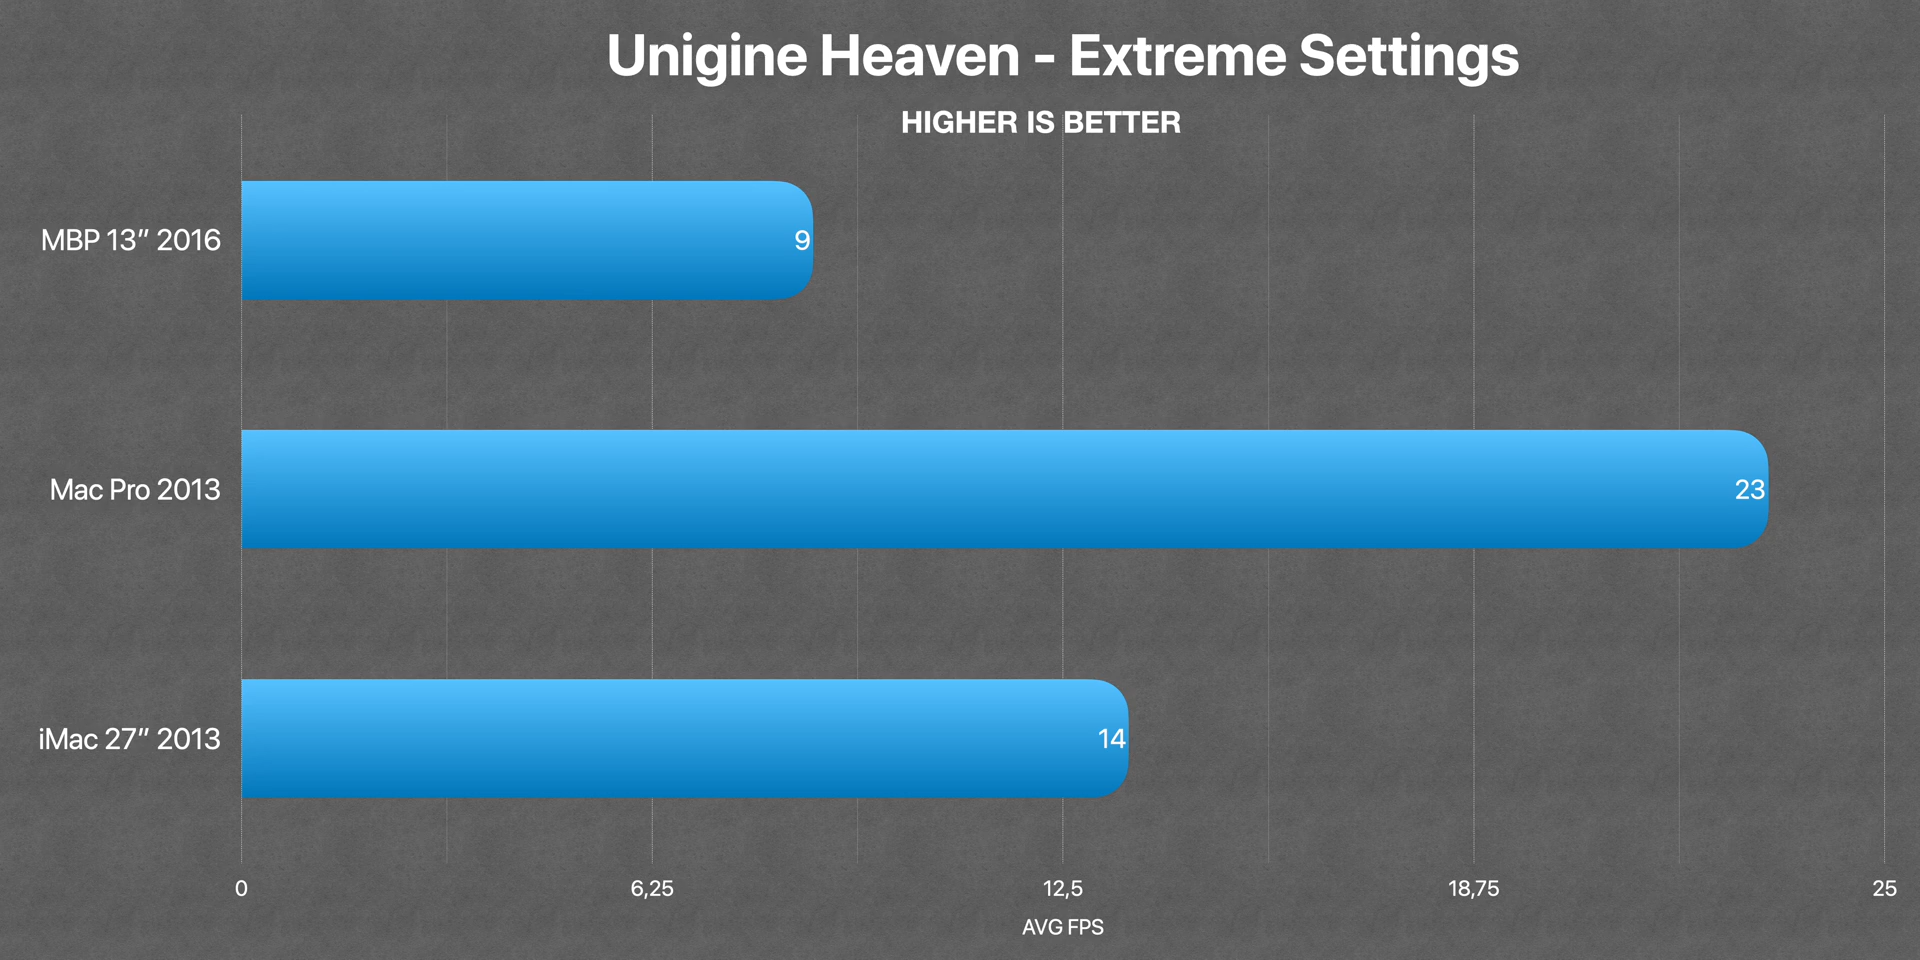 Unigine Heaven - Extreme Settings
HIGHER IS BETTER
MBP 13″ 2016
9
Mac Pro 2013
23
iMac 27″ 2013
14
0 6,25 12,5 18,75 25
AVG FPS